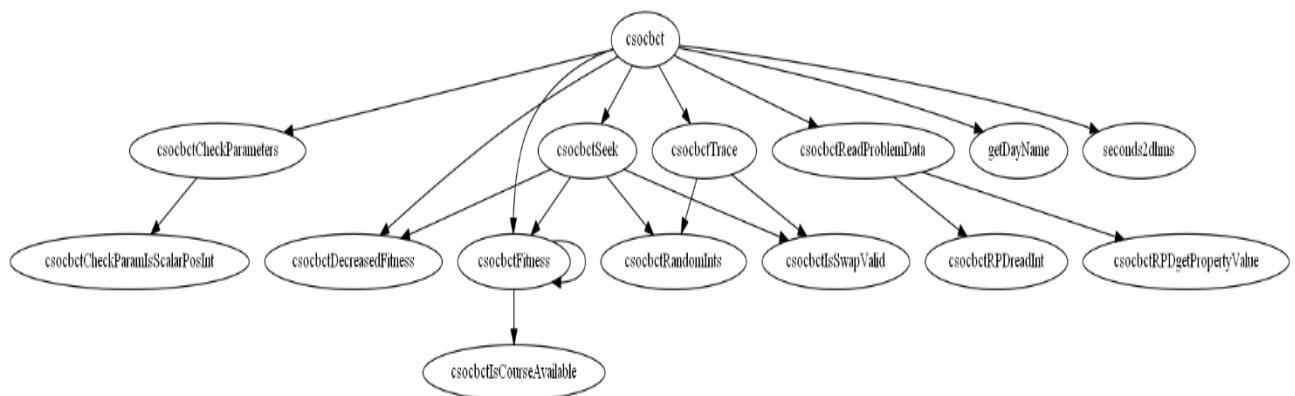 csocbct
csocbctCheckParameters
csocbctSeek
csocbctTrace
csocbctReadProblemData
getDayName
seconds2dhms
csocbctCheckParamIsScalarPosInt
csocbctDecreasedFitness
csocbctFitness
csocbctRandomInts
csocbctIsSwapValid
csocbctRPDreadInt
csocbctRPDgetPropertyValue
csocbctIsCourseAvailable